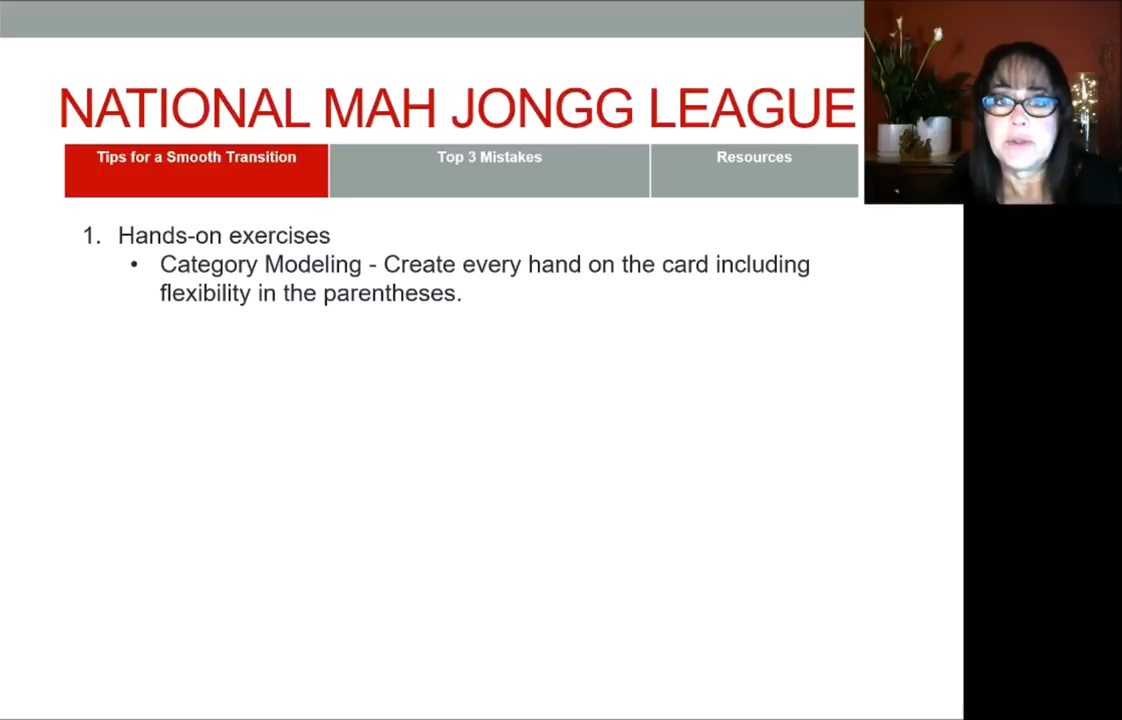 NATIONAL MAH JONGG LEAGUE
Tips for a Smooth Transition
Top 3 Mistakes
Resources
1. Hands-on exercises
• Category Modeling - Create every hand on the card including
flexibility in the parentheses.